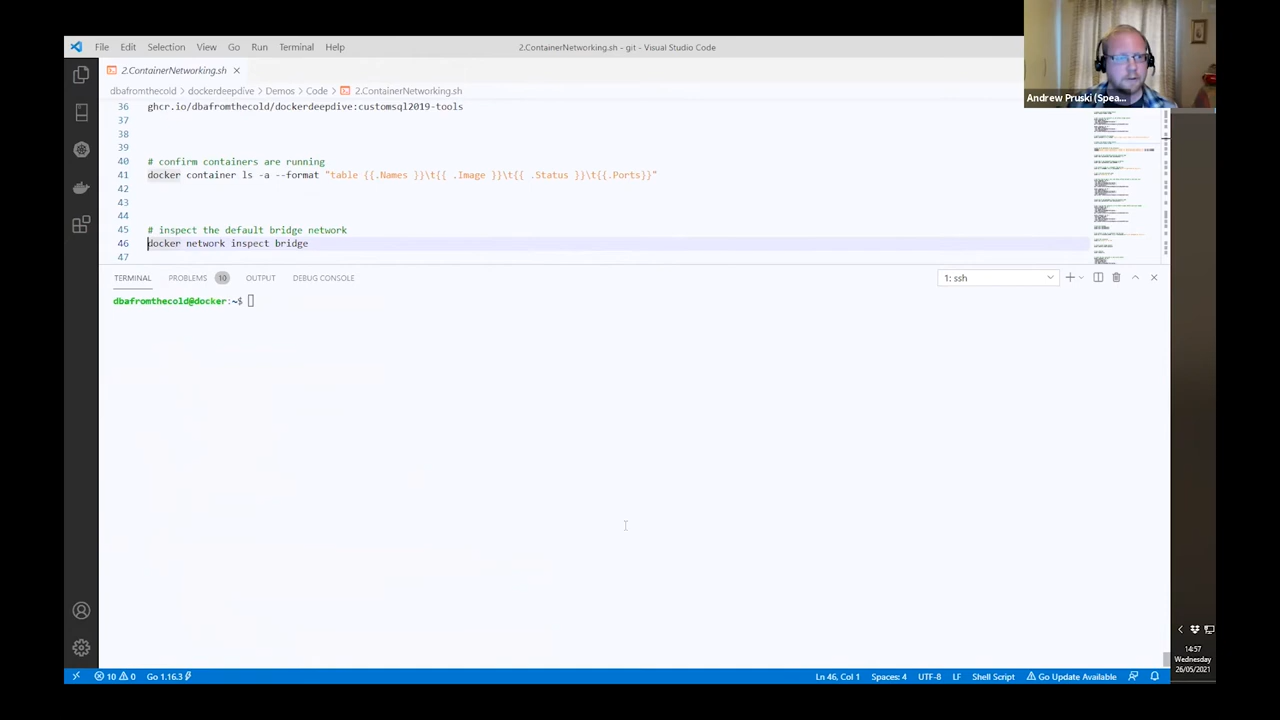 File Edit Selection View Go Run Terminal Help
2.ContainerNetworking.sh - git - Visual Studio Code
2.ContainerNetworking.sh
dbafromthecold > dockerdeepdive > Demos > Code > 2.ContainerNetworking.sh
Andrew Pruski (Spea...
36 ghcr.io/dbafromthecold/dockerdeepdive:customsql2019-tools
37
38
39
40 # confirm containers are running
41 docker container ls -a --format "table {{.Names }}\t{{ .Image }}\t{{ .Status }}\t{{.Ports}}"
42
43
44
45 # inspect the default bridge network
46 docker network inspect bridge
47
TERMINAL PROBLEMS 10 OUTPUT DEBUG CONSOLE
1: ssh
dbafromthecold@docker:~$
14:57
Wednesday
26/05/2021
10 0 Go 1.16.3
Ln 46, Col 1 Spaces: 4 UTF-8 LF Shell Script Go Update Available